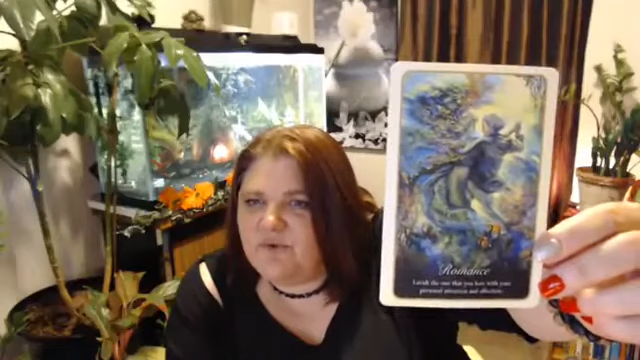 Romance
Lavish the one that you love with your
personal attention and affection.